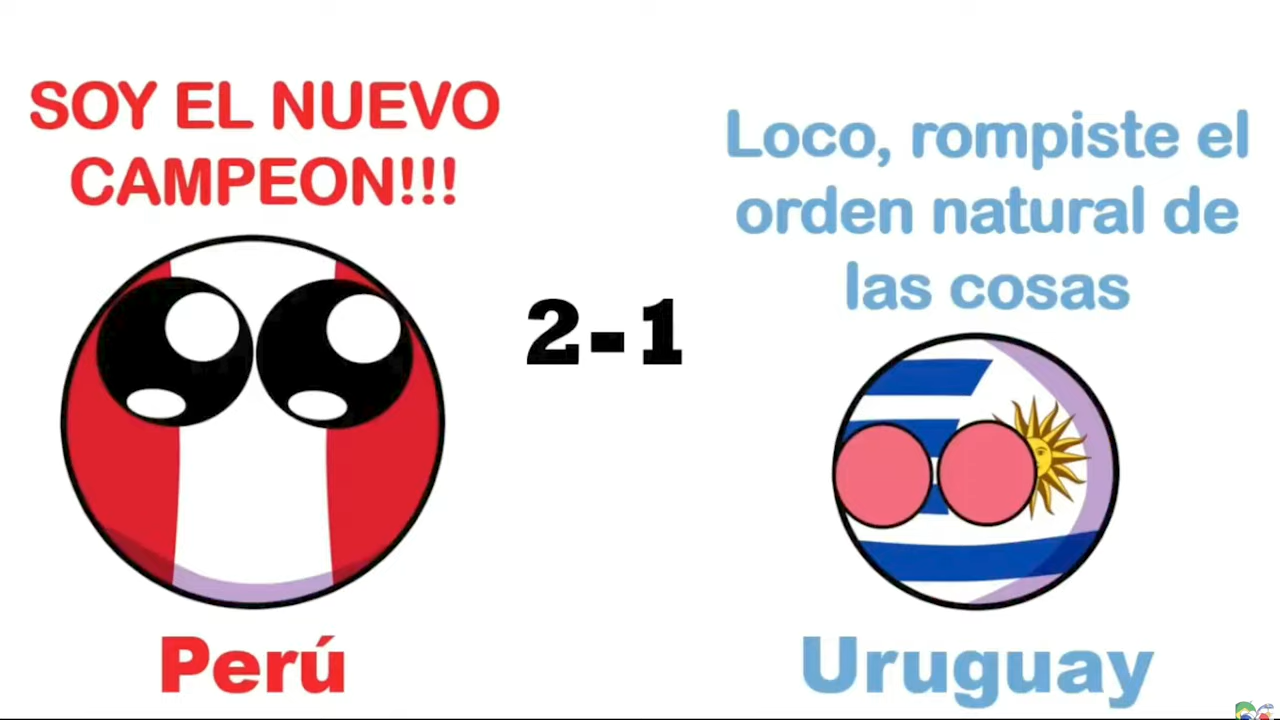 SOY EL NUEVO
CAMPEON!!!
Loco, rompiste el
orden natural de
las cosas
2-1
Perú
Uruguay